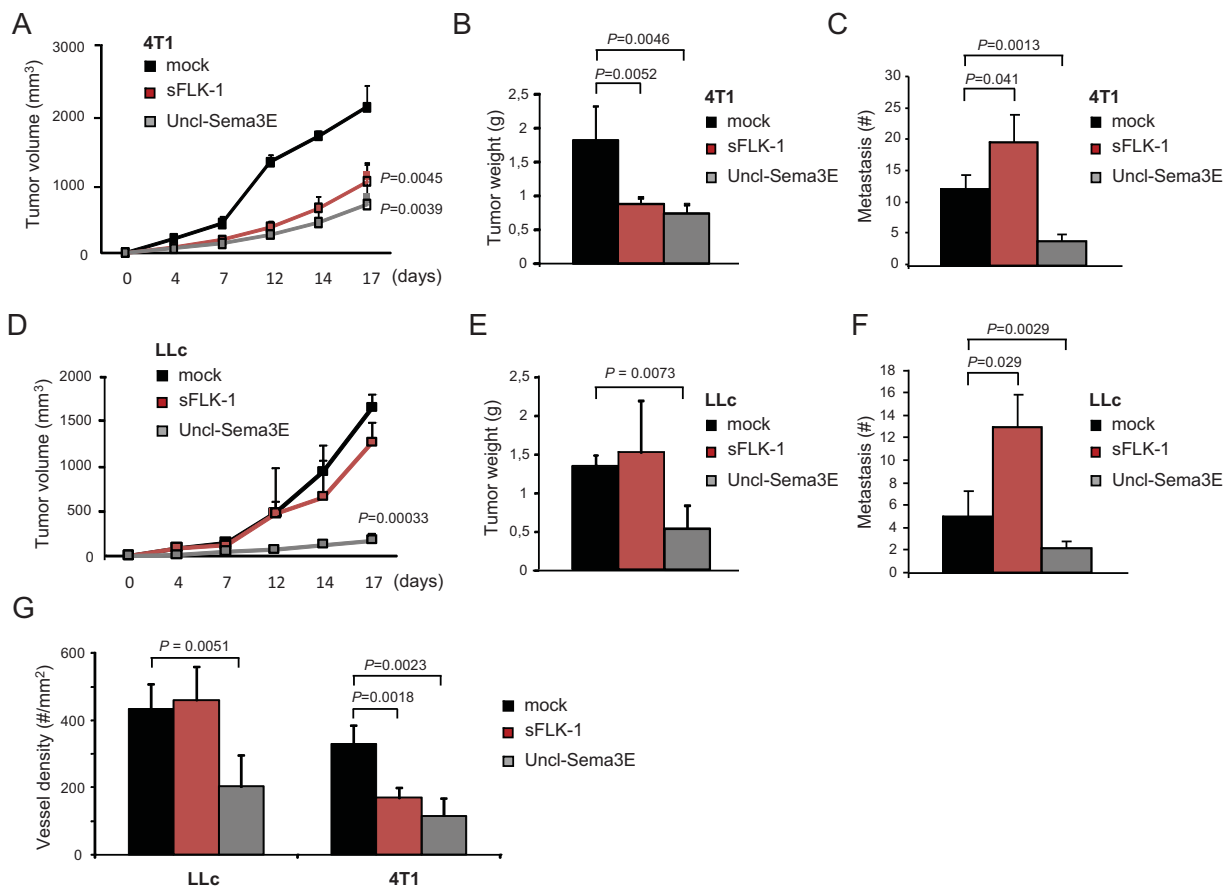 A
4T1
mock
sFLK-1
Uncl-Sema3E
Tumor volume (mm3)
3000
2000
1000
0
P=0.0045
P=0.0039
0 4 7 12 14 17 (days)
B
P=0.0046
P=0.0052
4T1
mock
sFLK-1
Uncl-Sema3E
Tumor weight (g)
2,5
2
1,5
1
0,5
0
C
P=0.0013
P=0.041
4T1
mock
sFLK-1
Uncl-Sema3E
Metastasis (#)
30
25
20
15
10
5
0
D
LLc
mock
sFLK-1
Uncl-Sema3E
Tumor volume (mm3)
2000
1500
1000
500
0
P=0.00033
0 4 7 12 14 17 (days)
E
P = 0.0073
LLc
mock
sFLK-1
Uncl-Sema3E
Tumor weight (g)
2,5
2
1,5
1
0,5
0
F
P=0.0029
P=0.029
LLc
mock
sFLK-1
Uncl-Sema3E
Metastasis (#)
18
16
14
12
10
8
6
4
2
0
G
P = 0.0051
P=0.0023
P=0.0018
mock
sFLK-1
Uncl-Sema3E
Vessel density (#/mm2)
600
400
200
0
LLc 4T1